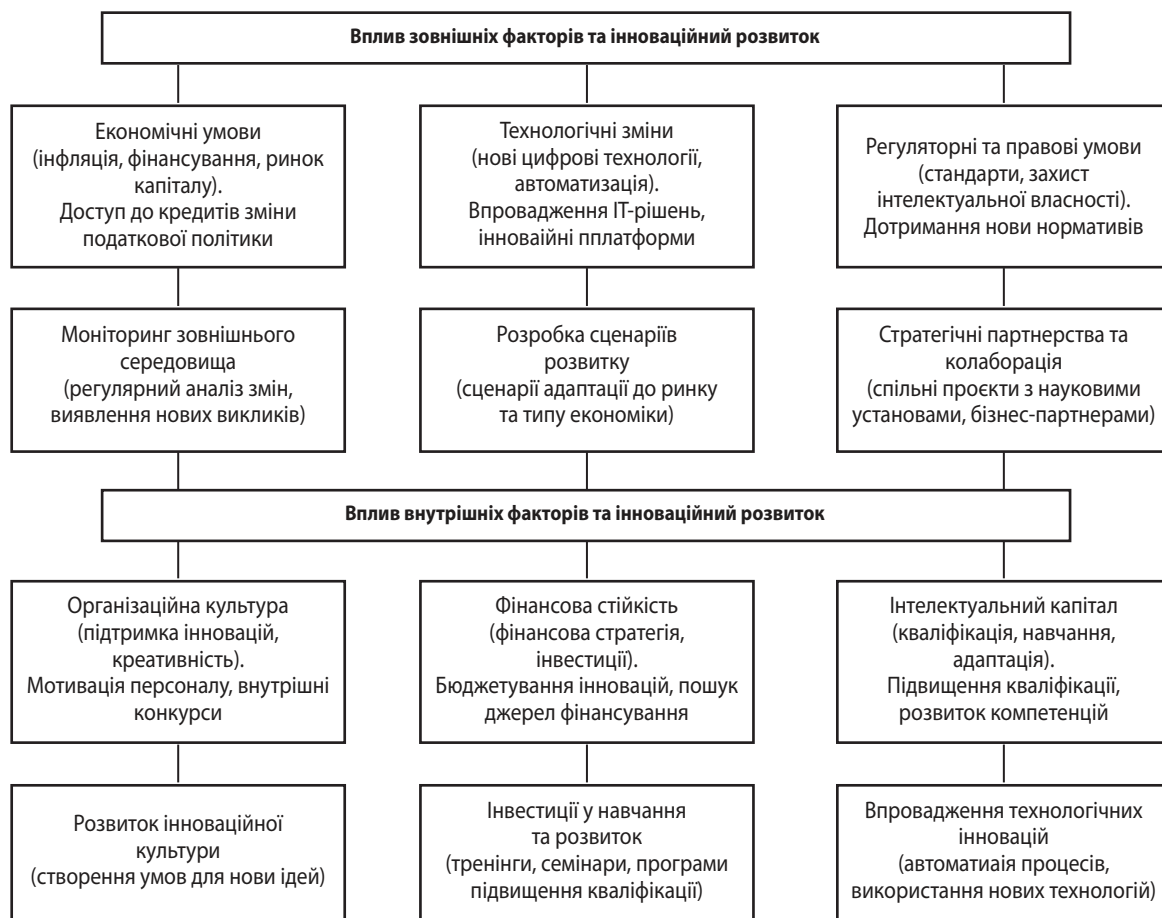 Вплив зовнішніх факторів та інноваційний розвиток
Економічні умови
(інфляція, фінансування, ринок
капіталу).
Доступ до кредитів зміни
податкової політики
Технологічні зміни
(нові цифрові технології,
автоматизація).
Впровадження ІТ-рішень,
інноваійні пплатформи
Регуляторні та правові умови
(стандарти, захист
інтелектуальної власності).
Дотримання нови нормативів
Моніторинг зовнішнього
середовища
(регулярний аналіз змін,
виявлення нових викликів)
Розробка сценаріїв
розвитку
(сценарії адаптації до ринку
та типу економіки)
Стратегічні партнерства та
колаборація
(спільні проєкти з науковими
установами, бізнес-партнерами)
Вплив внутрішніх факторів та інноваційний розвиток
Організаційна культура
(підтримка інновацій,
креативність).
Мотивація персоналу, внутрішні
конкурси
Фінансова стійкість
(фінансова стратегія,
інвестиції).
Бюджетування інновацій, пошук
джерел фінансування
Інтелектуальний капітал
(кваліфікація, навчання,
адаптація).
Підвищення кваліфікації,
розвиток компетенцій
Розвиток інноваційної
культури
(створення умов для нови ідей)
Інвестиції у навчання
та розвиток
(тренінги, семінари, програми
підвищення кваліфікації)
Впровадження технологічних
інновацій
(автоматиаія процесів,
використання нових технологій)